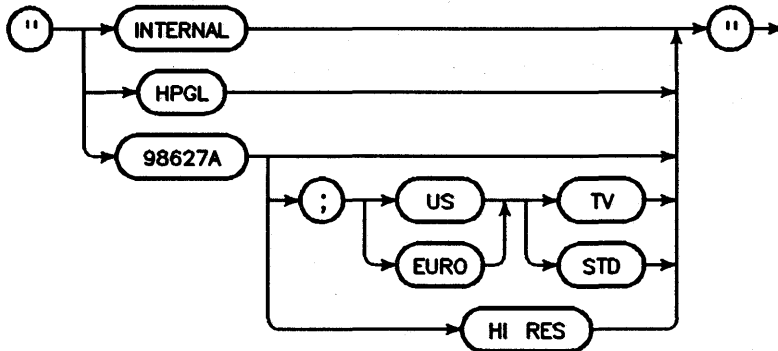 " INTERNAL "
HPGL
98627A
; US TV
EURO STD
HI RES